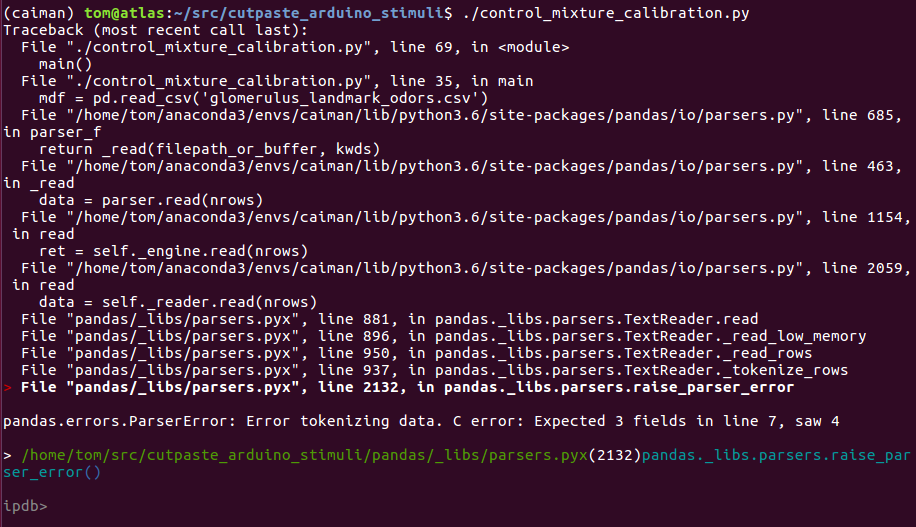 (caiman) tom@atlas:~/src/cutpaste_arduino_stimuli$ ./control_mixture_calibration.py
Traceback (most recent call last):
  File "./control_mixture_calibration.py", line 69, in <module>
    main()
  File "./control_mixture_calibration.py", line 35, in main
    mdf = pd.read_csv('glomerulus_landmark_odors.csv')
  File "/home/tom/anaconda3/envs/caiman/lib/python3.6/site-packages/pandas/io/parsers.py", line 685,
in parser_f
    return _read(filepath_or_buffer, kwds)
  File "/home/tom/anaconda3/envs/caiman/lib/python3.6/site-packages/pandas/io/parsers.py", line 463,
in _read
    data = parser.read(nrows)
  File "/home/tom/anaconda3/envs/caiman/lib/python3.6/site-packages/pandas/io/parsers.py", line 1154,
 in read
    ret = self._engine.read(nrows)
  File "/home/tom/anaconda3/envs/caiman/lib/python3.6/site-packages/pandas/io/parsers.py", line 2059,
 in read
    data = self._reader.read(nrows)
  File "pandas/_libs/parsers.pyx", line 881, in pandas._libs.parsers.TextReader.read
  File "pandas/_libs/parsers.pyx", line 896, in pandas._libs.parsers.TextReader._read_low_memory
  File "pandas/_libs/parsers.pyx", line 950, in pandas._libs.parsers.TextReader._read_rows
  File "pandas/_libs/parsers.pyx", line 937, in pandas._libs.parsers.TextReader._tokenize_rows
> File "pandas/_libs/parsers.pyx", line 2132, in pandas._libs.parsers.raise_parser_error
pandas.errors.ParserError: Error tokenizing data. C error: Expected 3 fields in line 7, saw 4
> /home/tom/src/cutpaste_arduino_stimuli/pandas/_libs/parsers.pyx(2132)pandas._libs.parsers.raise_par
ser_error()
ipdb>